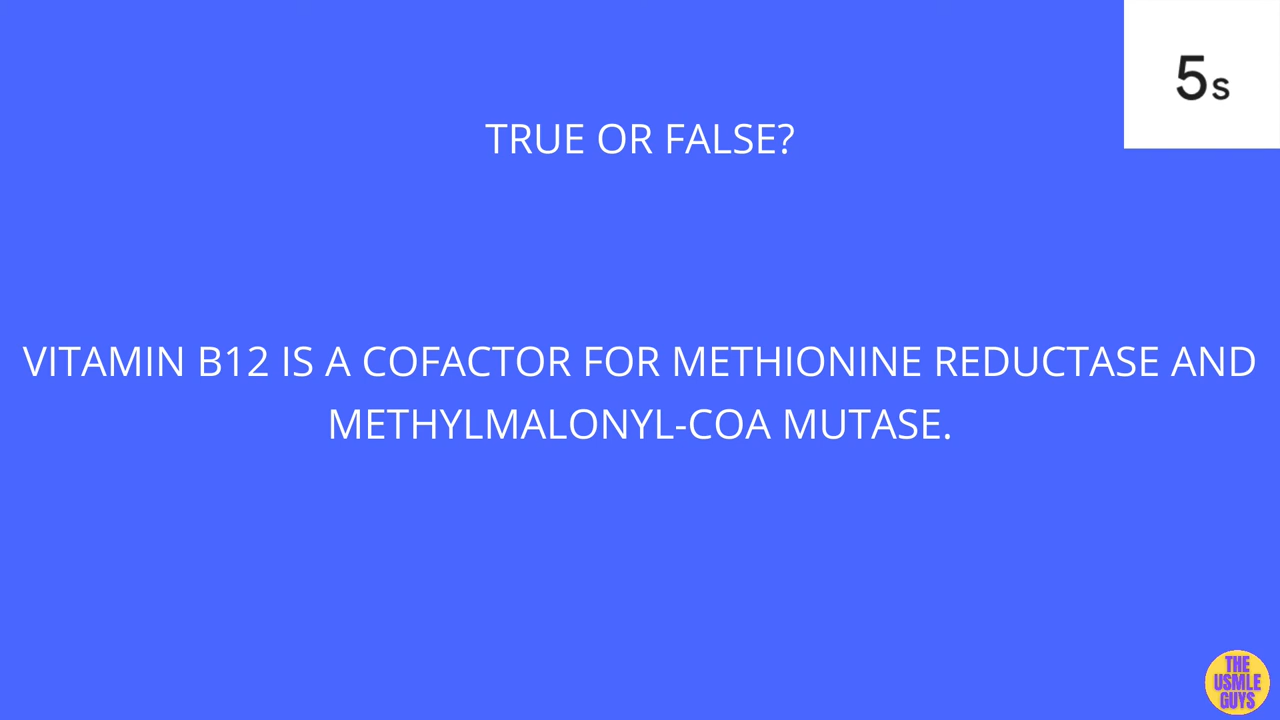 5s
TRUE OR FALSE?
VITAMIN B12 IS A COFACTOR FOR METHIONINE REDUCTASE AND
METHYLMALONYL-COA MUTASE.
THE
USMLE
GUYS